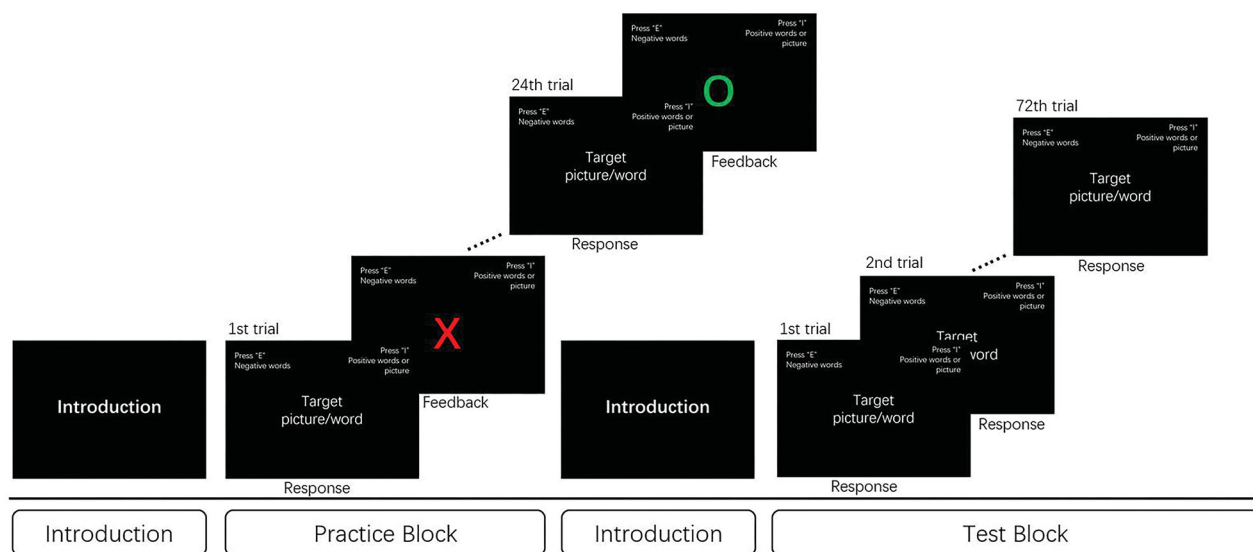 Introduction
1st trial
Press "E"
Negative words
Press "I"
Positive words or
picture
Target
picture/word
Response
Press "E"
Negative words
Press "I"
Positive words or
picture
X
Feedback
24th trial
Press "E"
Negative words
Press "I"
Positive words or
picture
Target
picture/word
Response
Press "E"
Negative words
Press "I"
Positive words or
picture
O
Feedback
Introduction
1st trial
Press "E"
Negative words
Press "I"
Positive words or
picture
Target
picture/word
Response
2nd trial
Press "E"
Negative words
Press "I"
Positive words or
picture
Target
word
Response
72th trial
Press "E"
Negative words
Press "I"
Positive words or
picture
Target
picture/word
Response
Introduction
Practice Block
Introduction
Test Block